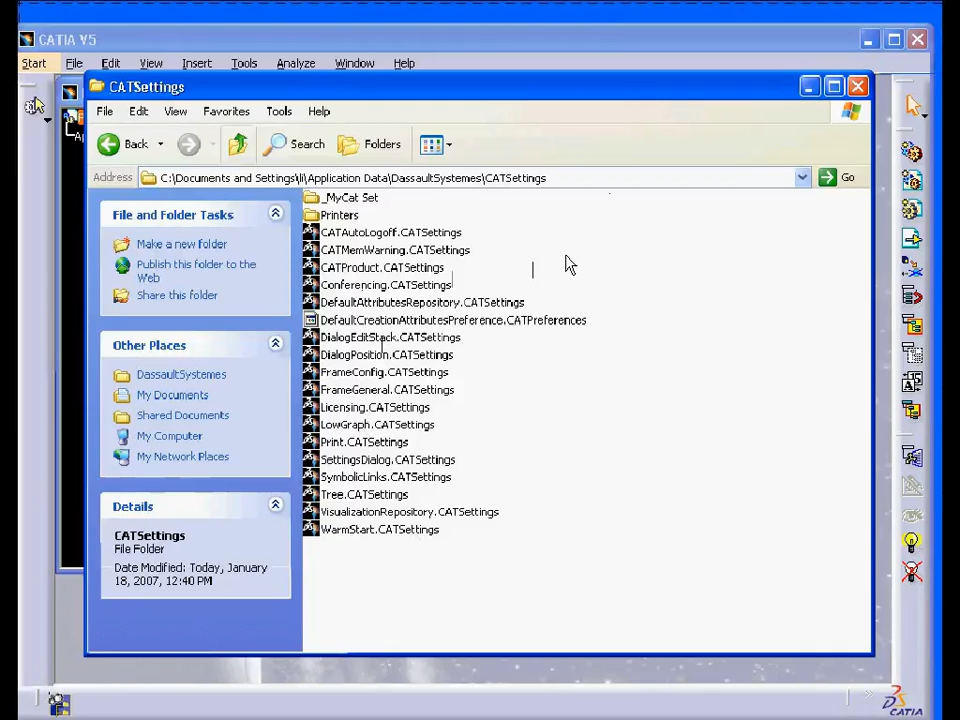 CATIA V5
Start File Edit View Insert Tools Analyze Window Help
CATSettings
File Edit View Favorites Tools Help
Back Search Folders
Address C:\Documents and Settings\li\Application Data\DassaultSystemes\CATSettings Go
File and Folder Tasks
Make a new folder
Publish this folder to the
Web
Share this folder
Other Places
DassaultSystemes
My Documents
Shared Documents
My Computer
My Network Places
Details
CATSettings
File Folder
Date Modified: Today, January
18, 2007, 12:40 PM
_MyCat Set
Printers
CATAutoLogoff.CATSettings
CATMemWarning.CATSettings
CATProduct.CATSettings
Conferencing.CATSettings
DefaultAttributesRepository.CATSettings
DefaultCreationAttributesPreference.CATPreferences
DialogEditStack.CATSettings
DialogPosition.CATSettings
FrameConfig.CATSettings
FrameGeneral.CATSettings
Licensing.CATSettings
LowGraph.CATSettings
Print.CATSettings
SettingsDialog.CATSettings
SymbolicLinks.CATSettings
Tree.CATSettings
VisualizationRepository.CATSettings
WarmStart.CATSettings
CATIA